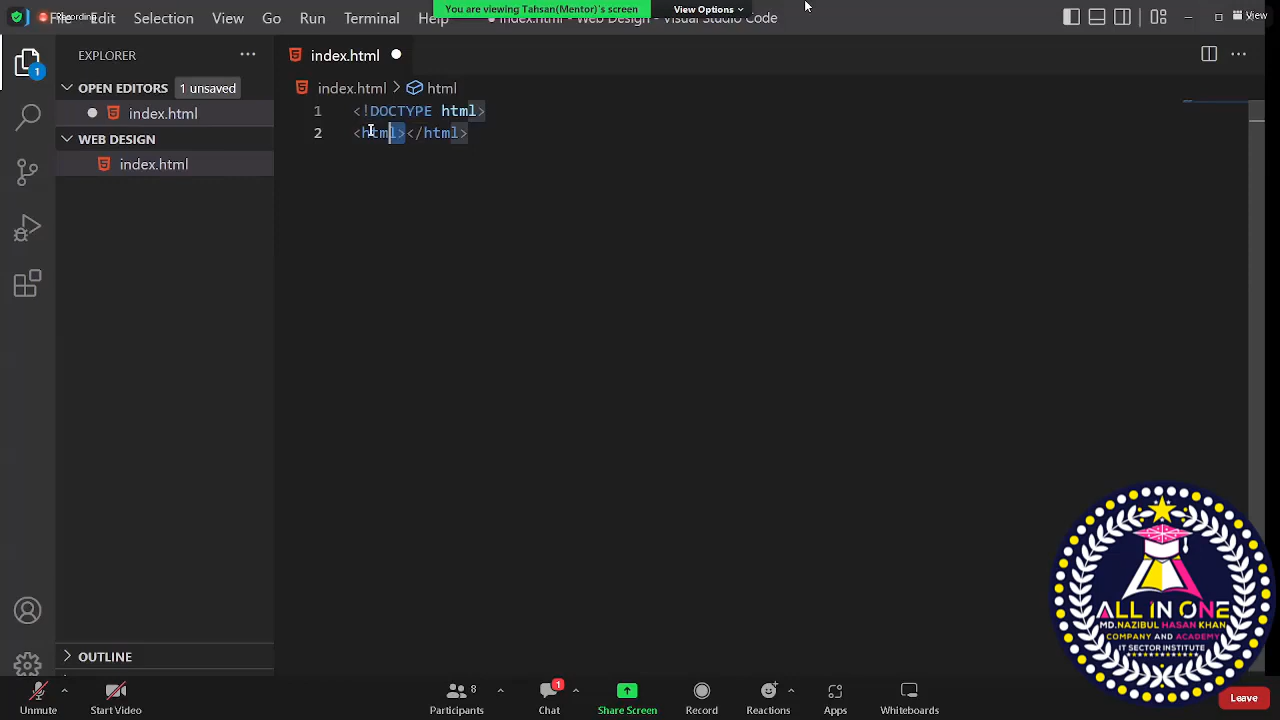 You are viewing Tahsan(Mentor)'s screen
View Options
Selection
View
Go
Run
Terminal
Help
index.html - Web Design - Visual Studio Code
View
EXPLORER
index.html
OPEN EDITORS 1 unsaved
index.html > html
index.html
1 <!DOCTYPE html>
WEB DESIGN
2 <html></html>
index.html
1
ALL IN ONE
MD.NAZIBUL HASAN KHAN
COMPANY AND ACADEMY
IT SECTOR INSTITUTE
OUTLINE
8
1
Unmute
Start Video
Participants
Chat
Share Screen
Record
Reactions
Apps
Whiteboards
Leave